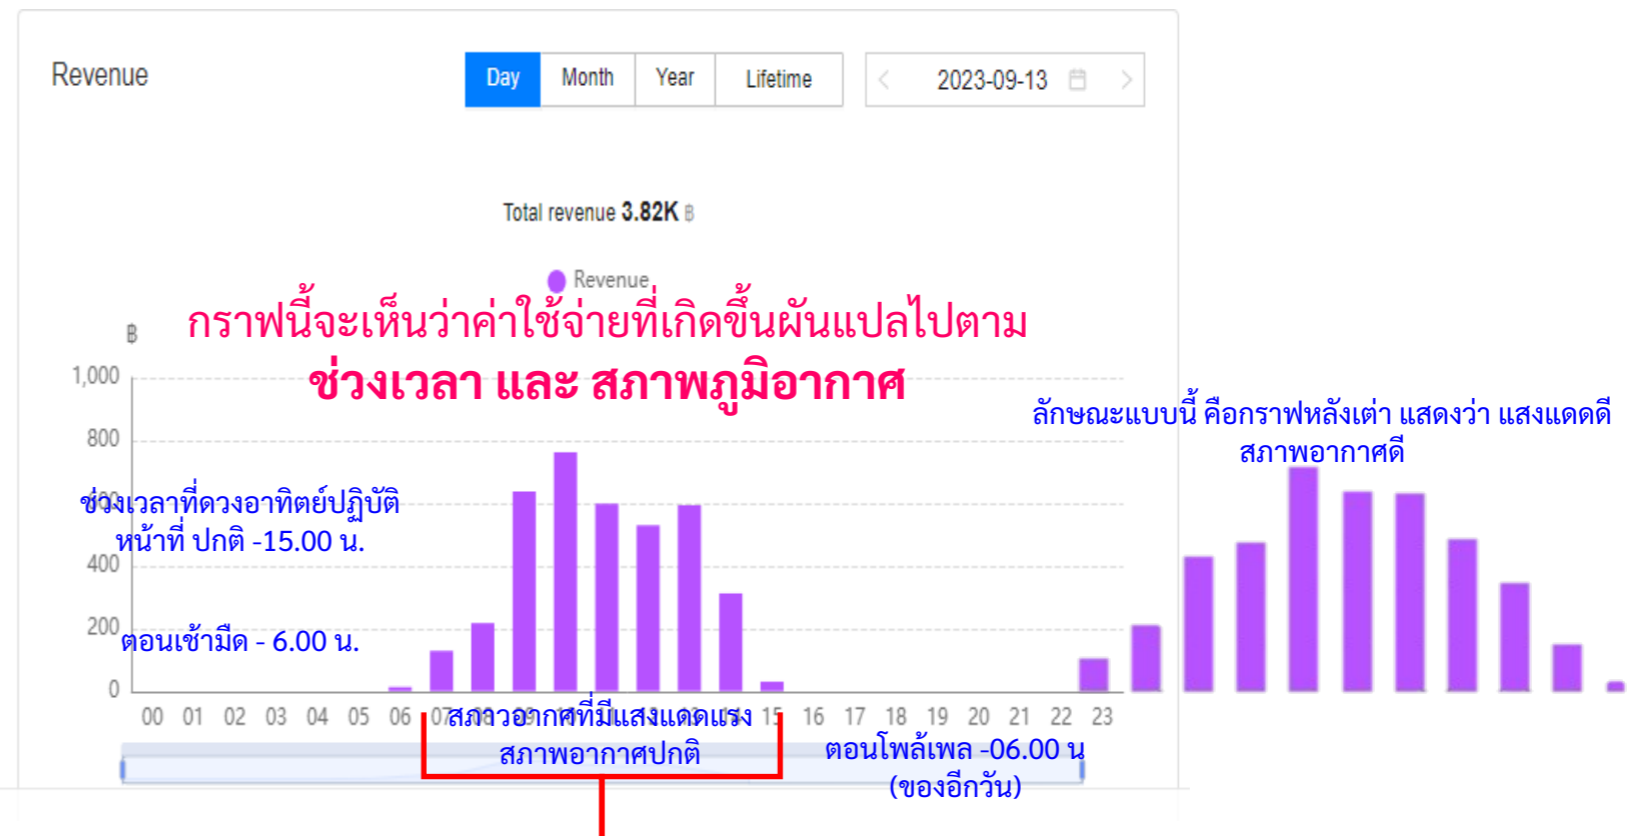 Revenue
Day Month Year Lifetime
2023-09-13
Total revenue 3.82K ฿
Revenue
กราฟนี้จะเห็นว่าค่าใช้จ่ายที่เกิดขึ้นผันแปลไปตาม
ช่วงเวลา และ สภาพภูมิอากาศ
฿
1,000
800
600
400
200
0
ลักษณะแบบนี้ คือกราฟหลังเต่า แสดงว่า แสงแดดดี
สภาพอากาศดี
ช่วงเวลาที่ดวงอาทิตย์ปฏิบัติ
หน้าที่ ปกติ -15.00 น.
ตอนเช้ามืด - 6.00 น.
00 01 02 03 04 05 06 07 08 09 10 11 12 13 14 15 16 17 18 19 20 21 22 23
สภาวอากาศที่มีแสงแดดแรง
สภาพอากาศปกติ
ตอนโพล้เพล -06.00 น
(ของอีกวัน)